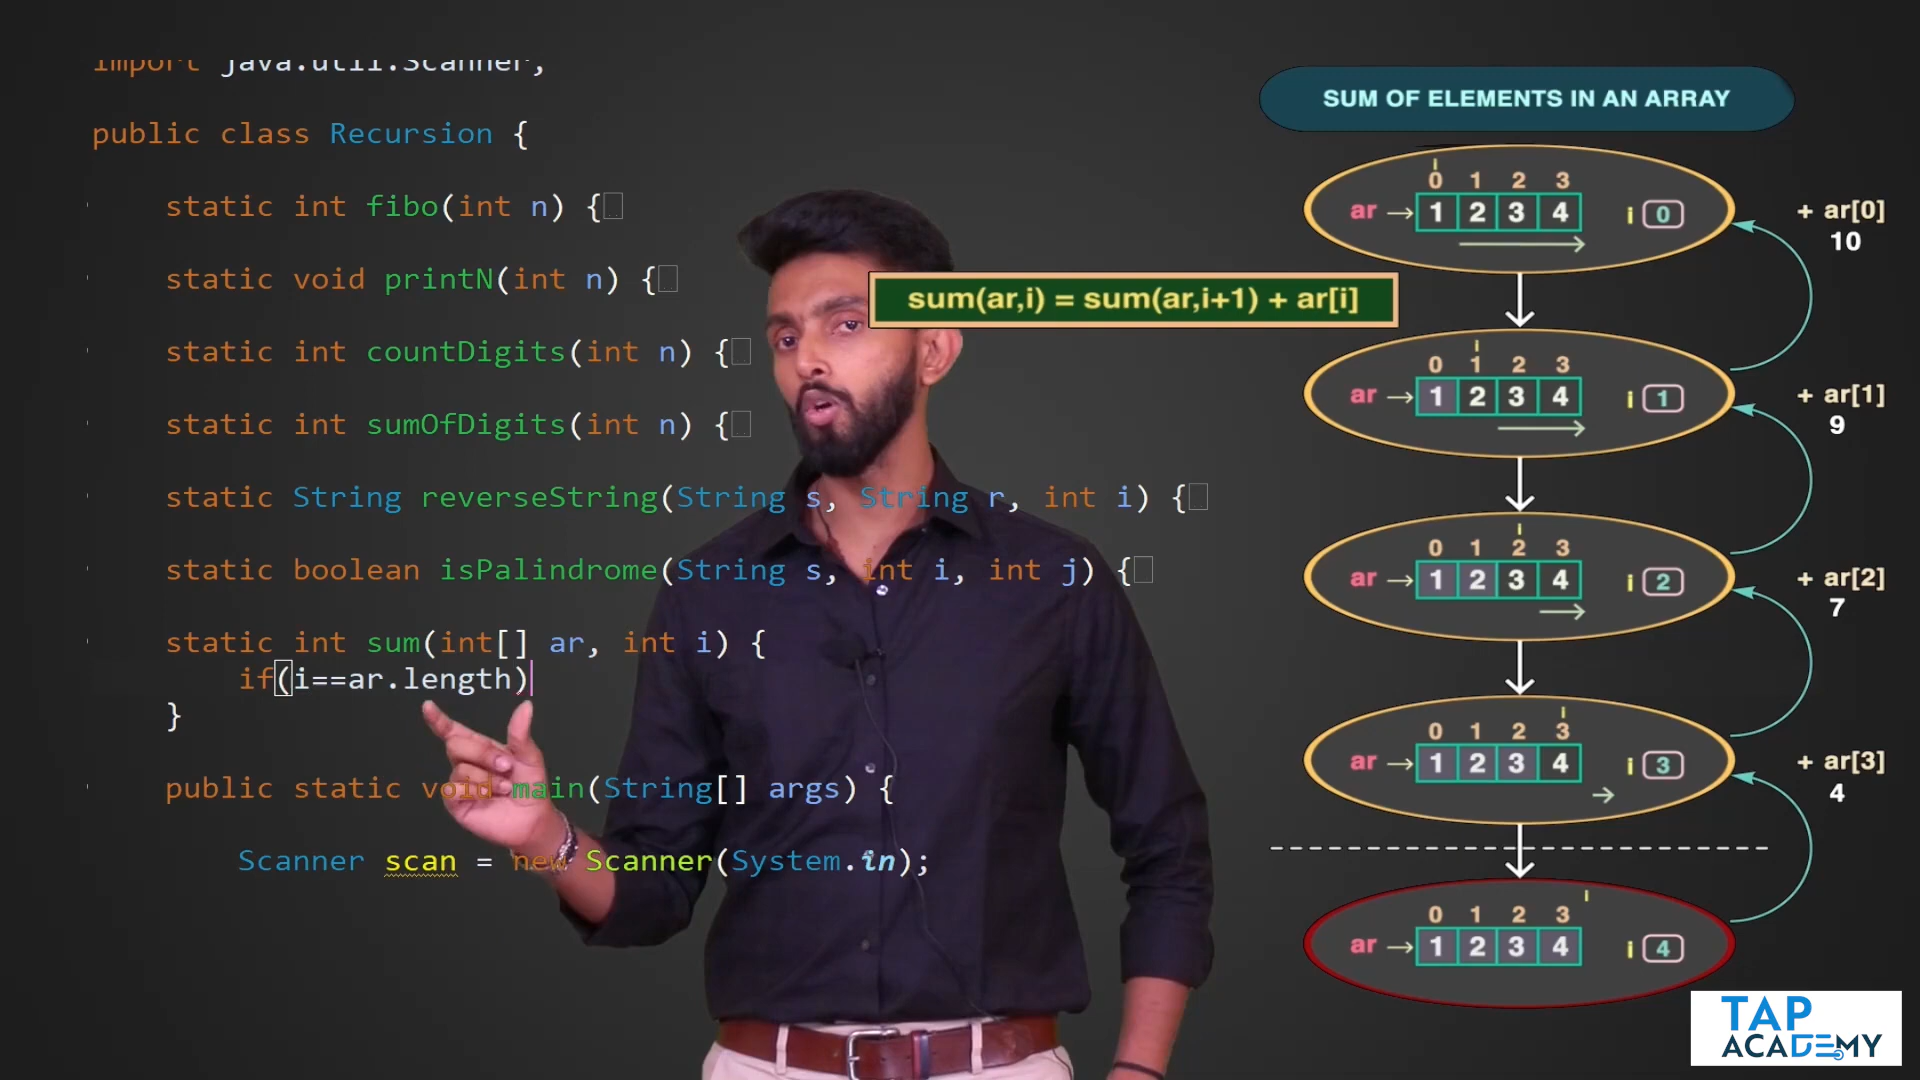 import java.util.Scanner;
public class Recursion {
static int fibo(int n) {
static void printN(int n) {
static int countDigits(int n) {
static int sumOfDigits(int n) {
static String reverseString(String s, String r, int i) {
static boolean isPalindrome(String s, int i, int j) {
static int sum(int[] ar, int i) {
if(i==ar.length)
}
public static void main(String[] args) {
Scanner scan = new Scanner(System.in);
sum(ar,i) = sum(ar,i+1) + ar[i]
SUM OF ELEMENTS IN AN ARRAY
0 1 2 3
ar → 1 2 3 4 i 0
+ ar[0]
10
0 1 2 3
ar → 1 2 3 4 i 1
+ ar[1]
9
0 1 2 3
ar → 1 2 3 4 i 2
+ ar[2]
7
0 1 2 3
ar → 1 2 3 4 i 3
+ ar[3]
4
0 1 2 3
ar → 1 2 3 4 i 4
TAP
ACADEMY